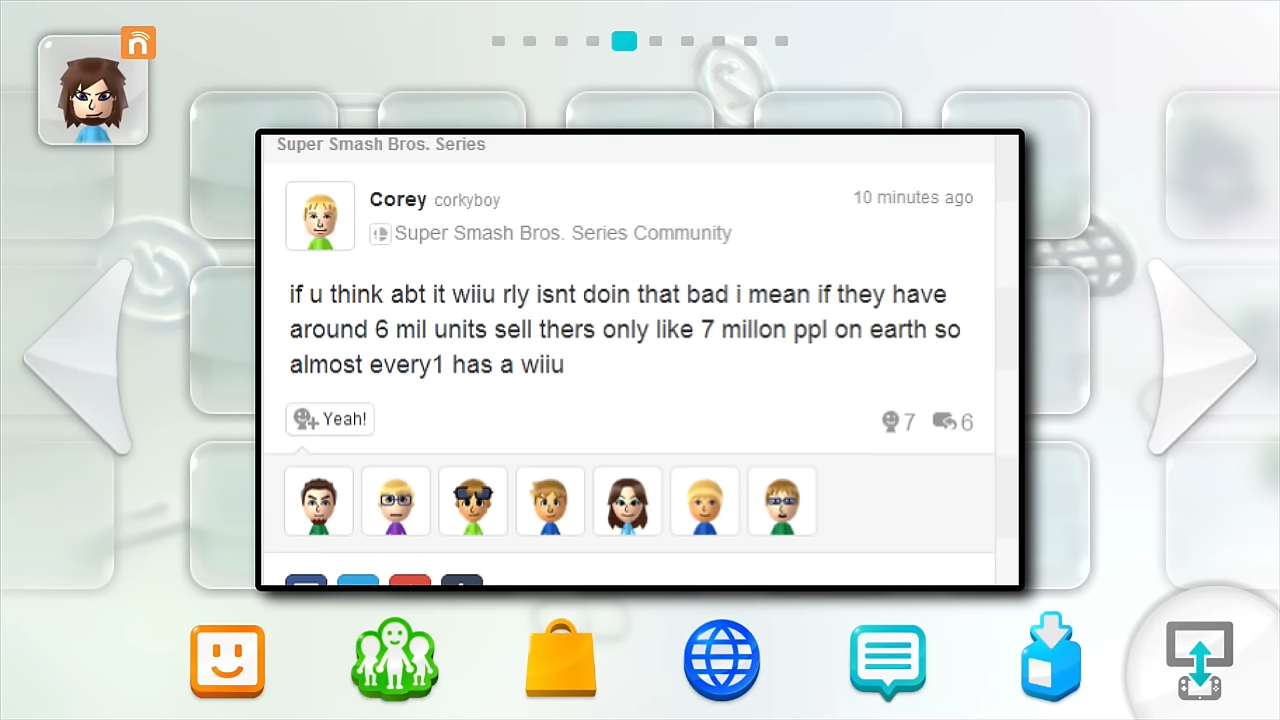 Super Smash Bros. Series
Corey corkyboy
10 minutes ago
Super Smash Bros. Series Community
if u think abt it wiiu rly isnt doin that bad i mean if they have
around 6 mil units sell thers only like 7 millon ppl on earth so
almost every1 has a wiiu
Yeah!
7
6